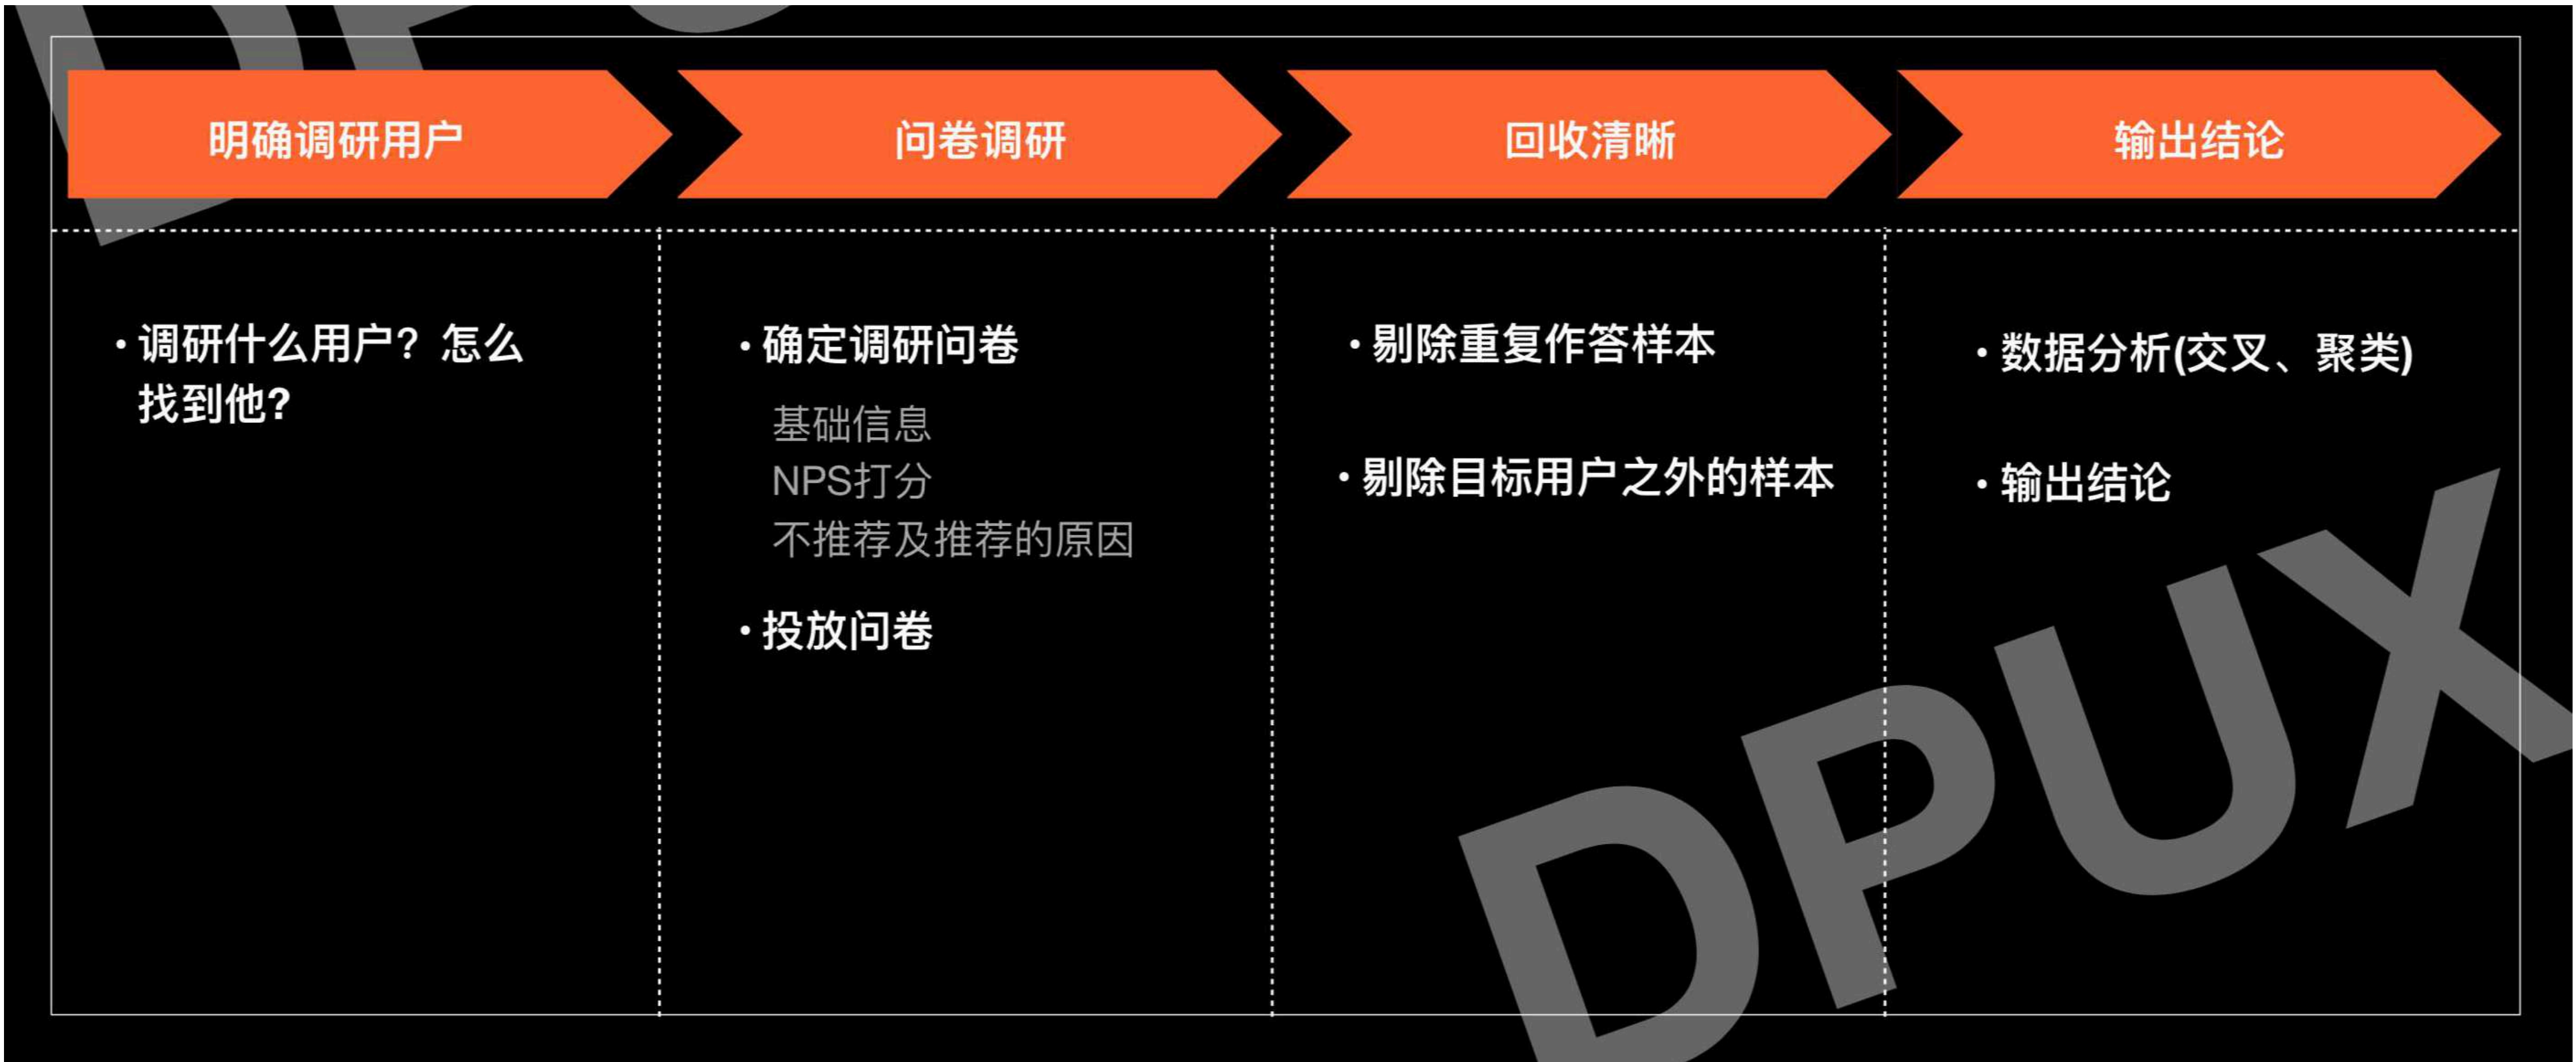 明确调研用户
问卷调研
回收清晰
输出结论
· 调研什么用户？怎么
找到他?
· 确定调研问卷
基础信息
NPS打分
不推荐及推荐的原因
· 投放问卷
· 剔除重复作答样本
· 剔除目标用户之外的样本
· 数据分析(交叉、聚类)
· 输出结论
DPUX